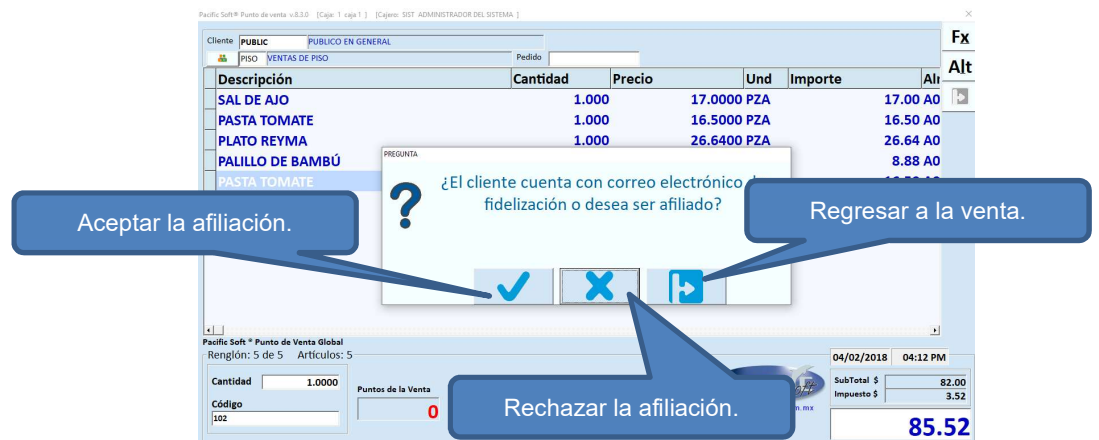 Pacific Soft® Punto de venta v.8.3.0 [Caja: 1 caja 1 ] [Cajero: SIST ADMINISTRADOR DEL SISTEMA ]
Cliente PUBLIC PUBLICO EN GENERAL
PISO VENTAS DE PISO Pedido
Fx
Alt
Descripción Cantidad Precio Und Importe Alr
SAL DE AJO 1.000 17.0000 PZA 17.00 A0
PASTA TOMATE 1.000 16.5000 PZA 16.50 A0
PLATO REYMA 1.000 26.6400 PZA 26.64 A0
PALILLO DE BAMBÚ 8.88 A0
PASTA TOMATE
PREGUNTA
¿El cliente cuenta con correo electrónico
fidelización o desea ser afiliado?
Aceptar la afiliación.
Regresar a la venta.
Rechazar la afiliación.
Pacific Soft ® Punto de Venta Global
Renglón: 5 de 5 Artículos: 5
04/02/2018 04:12 PM
Cantidad 1.0000
Puntos de la Venta
0
Código
102
SubTotal $ 82.00
Impuesto $ 3.52
m.mx
85.52